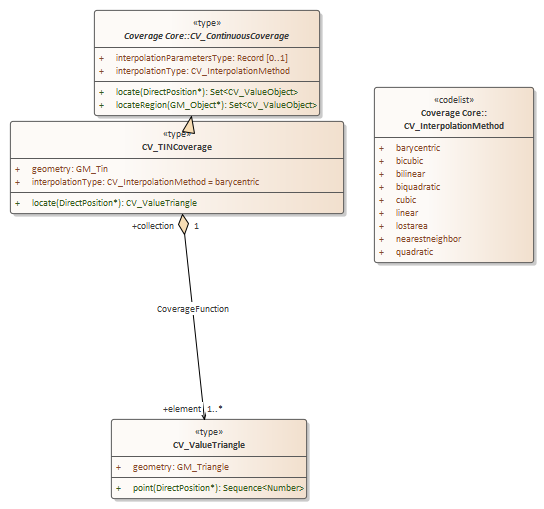 «type»
Coverage Core::CV_ContinuousCoverage
+ interpolationParametersType: Record [0..1]
+ interpolationType: CV_InterpolationMethod
+ locate(DirectPosition*): Set<CV_ValueObject>
+ locateRegion(GM_Object*): Set<CV_ValueObject>
«type»
CV_TINCoverage
+ geometry: GM_Tin
+ interpolationType: CV_InterpolationMethod = barycentric
+ locate(DirectPosition*): CV_ValueTriangle
«codelist»
Coverage Core::
CV_InterpolationMethod
+ barycentric
+ bicubic
+ bilinear
+ biquadratic
+ cubic
+ linear
+ lostarea
+ nearestneighbor
+ quadratic
+collection 1
CoverageFunction
+element 1..*
«type»
CV_ValueTriangle
+ geometry: GM_Triangle
+ point(DirectPosition*): Sequence<Number>